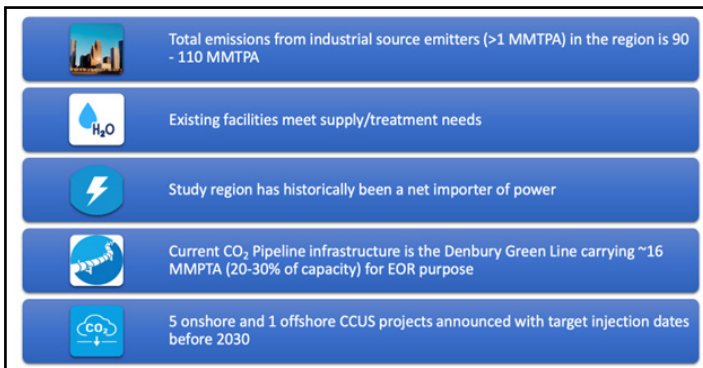 Total emissions from industrial source emitters (>1 MMTPA) in the region is 90
- 110 MMTPA
H₂O
Existing facilities meet supply/treatment needs
Study region has historically been a net importer of power
Current CO₂ Pipeline infrastructure is the Denbury Green Line carrying ~16
MMPTA (20-30% of capacity) for EOR purpose
CO₂
5 onshore and 1 offshore CCUS projects announced with target injection dates
before 2030